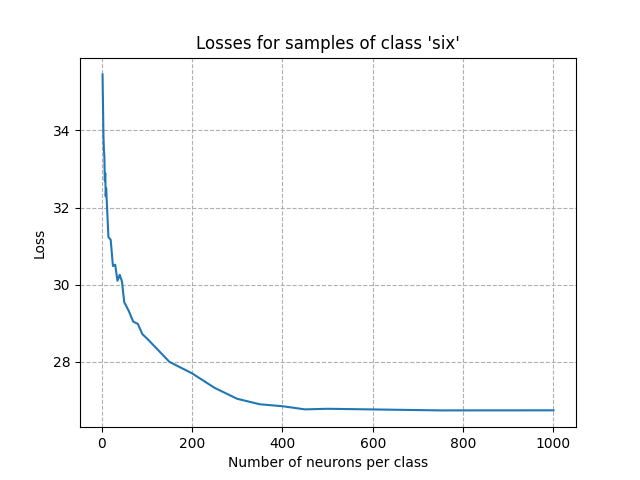 Losses for samples of class 'six'
Loss
34
32
30
28
0 200 400 600 800 1000
Number of neurons per class